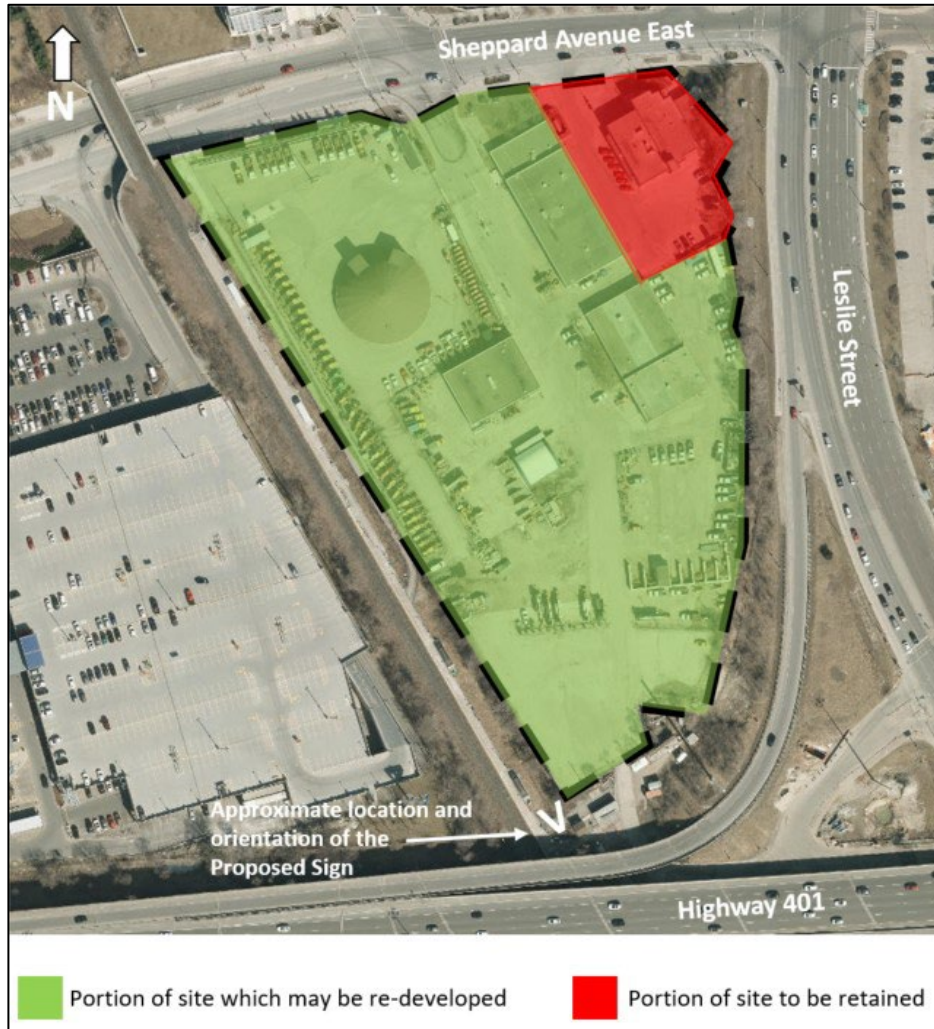 Sheppard Avenue East
N
Leslie Street
Approximate location and
orientation of the
Proposed Sign
V
Highway 401
Portion of site which may be re-developed
Portion of site to be retained